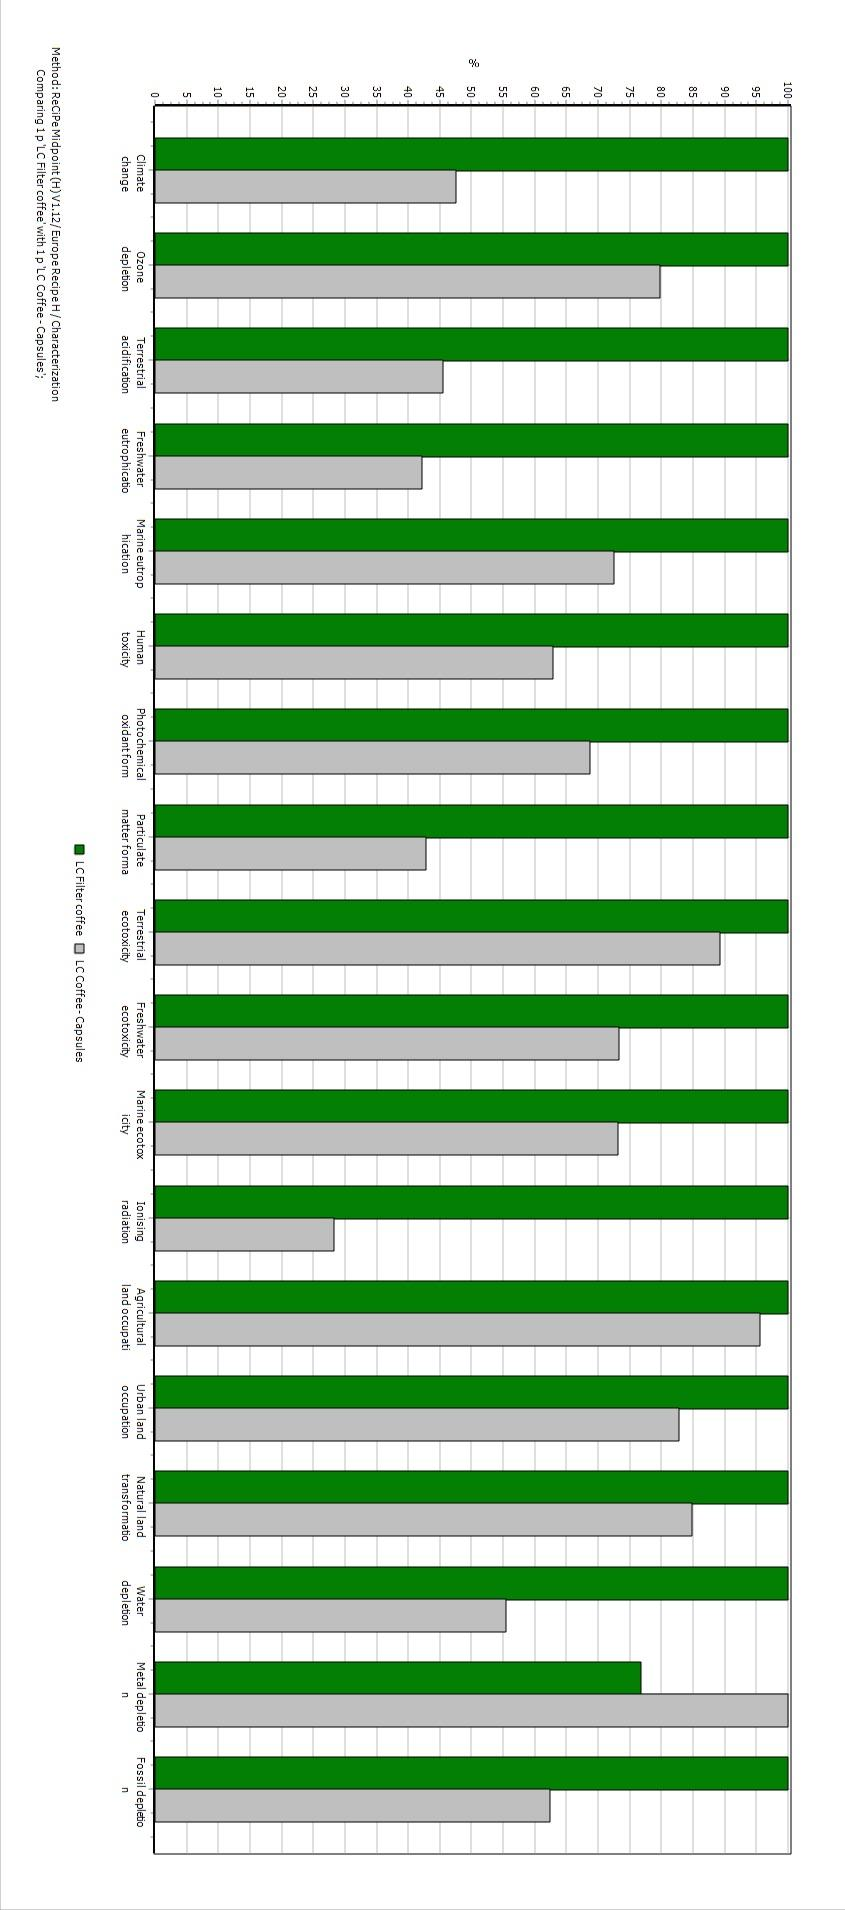 %
100
95
90
85
80
75
70
65
60
55
50
45
40
35
30
25
20
15
10
5
0
Climate
change
Ozone
depletion
Terrestrial
acidification
Freshwater
eutrophicatio
Marine eutrop
hication
Human
toxicity
Photochemical
oxidant form
Particulate
matter forma
Terrestrial
ecotoxicity
Freshwater
ecotoxicity
Marine ecotox
icity
Ionising
radiation
Agricultural
land occupati
Urban land
occupation
Natural land
transformatio
Water
depletion
Metal depletio
n
Fossil depletio
n
LC Filter coffee LC Coffee - Capsules
Method: ReCiPe Midpoint (H) V1.12 / Europe Recipe H / Characterization
Comparing 1 p 'LC Filter coffee' with 1 p 'LC Coffee - Capsules';